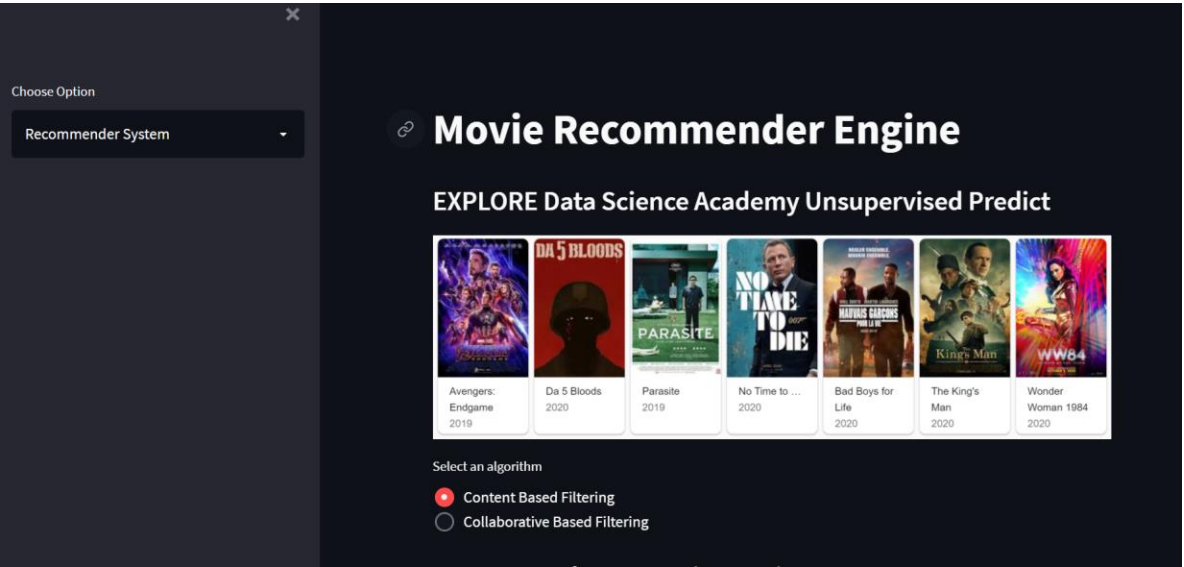 Choose Option
Recommender System
Movie Recommender Engine
EXPLORE Data Science Academy Unsupervised Predict
DA 5 BLOODS
PARASITE
NO TIME TO DIE
007
MAUVAIS GARÇONS
POUR LA VIE
King's Man
WW84
Avengers: Endgame
2019
Da 5 Bloods
2020
Parasite
2019
No Time to ...
2020
Bad Boys for Life
2020
The King's Man
2020
Wonder Woman 1984
2020
Select an algorithm
Content Based Filtering
Collaborative Based Filtering